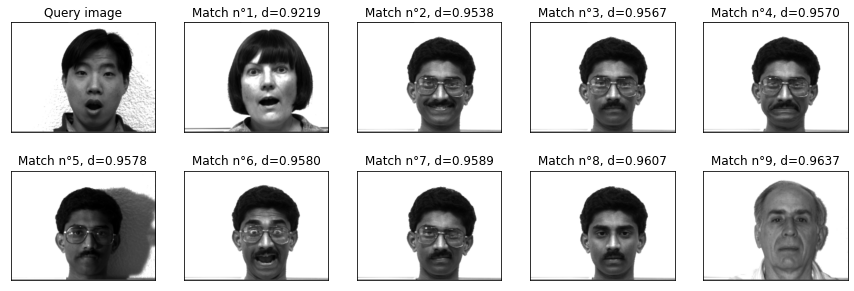 Query image
Match n°1, d=0.9219
Match n°2, d=0.9538
Match n°3, d=0.9567
Match n°4, d=0.9570
Match n°5, d=0.9578
Match n°6, d=0.9580
Match n°7, d=0.9589
Match n°8, d=0.9607
Match n°9, d=0.9637